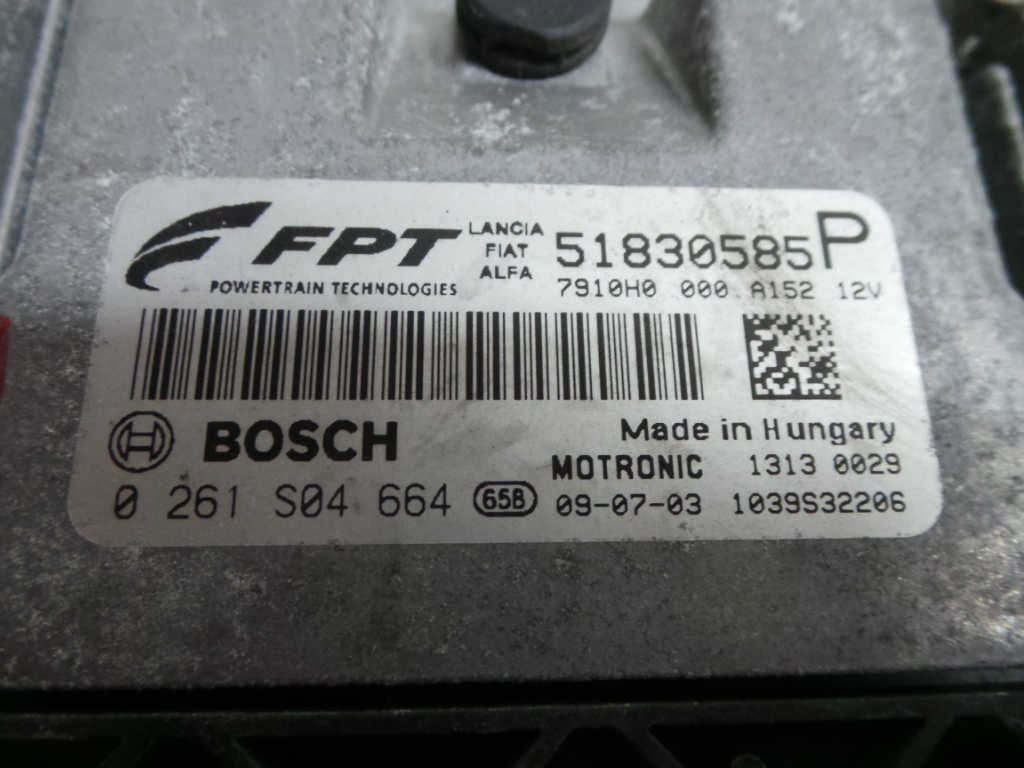 FPT
POWERTRAIN TECHNOLOGIES
LANCIA
FIAT
ALFA
51830585P
7910H0 000 A152 12V
BOSCH
Made in Hungary
MOTRONIC 1313 0029
0 261 S04 664 65B 09-07-03 1039S32206